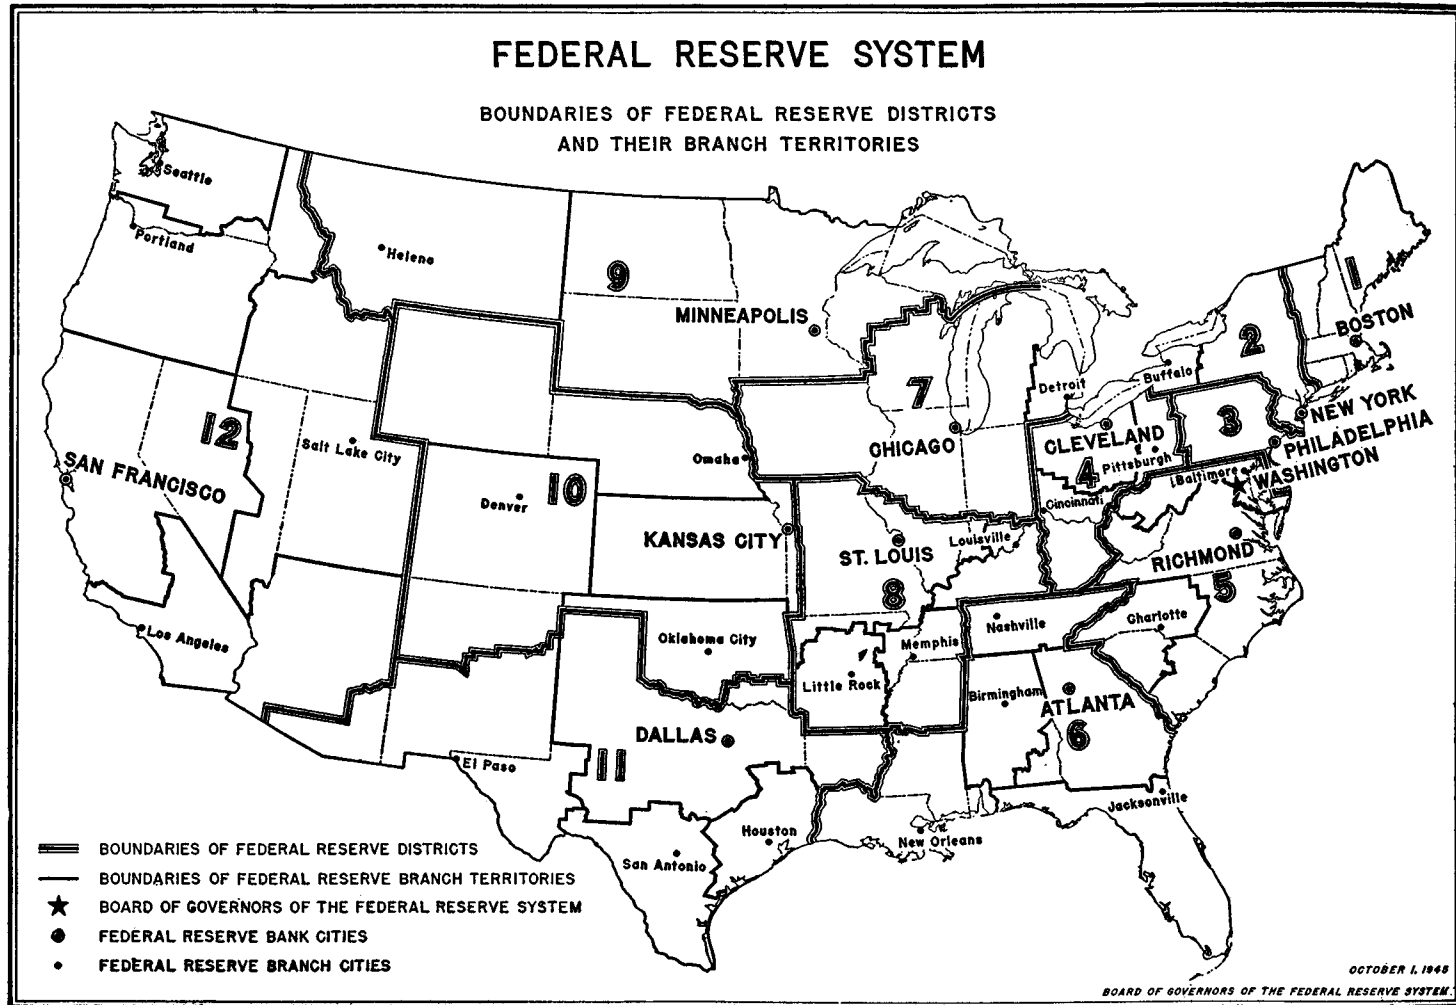 FEDERAL RESERVE SYSTEM
BOUNDARIES OF FEDERAL RESERVE DISTRICTS
AND THEIR BRANCH TERRITORIES
Seattle
Portland
Helena
9
MINNEAPOLIS
1
BOSTON
2
Buffalo
Detroit
7
CHICAGO
CLEVELAND
4
Pittsburgh
3
NEW YORK
PHILADELPHIA
WASHINGTON
Baltimore
Cincinnati
12
SAN FRANCISCO
Salt Lake City
Omaha
Denver
10
KANSAS CITY
ST. LOUIS
8
Louisville
RICHMOND
5
Los Angeles
Oklahoma City
Memphis
Nashville
Charlotte
Little Rock
Birmingham
ATLANTA
6
DALLAS
11
El Paso
Houston
San Antonio
New Orleans
Jacksonville
BOUNDARIES OF FEDERAL RESERVE DISTRICTS
BOUNDARIES OF FEDERAL RESERVE BRANCH TERRITORIES
BOARD OF GOVERNORS OF THE FEDERAL RESERVE SYSTEM
FEDERAL RESERVE BANK CITIES
FEDERAL RESERVE BRANCH CITIES
OCTOBER 1, 1945
BOARD OF GOVERNORS OF THE FEDERAL RESERVE SYSTEM